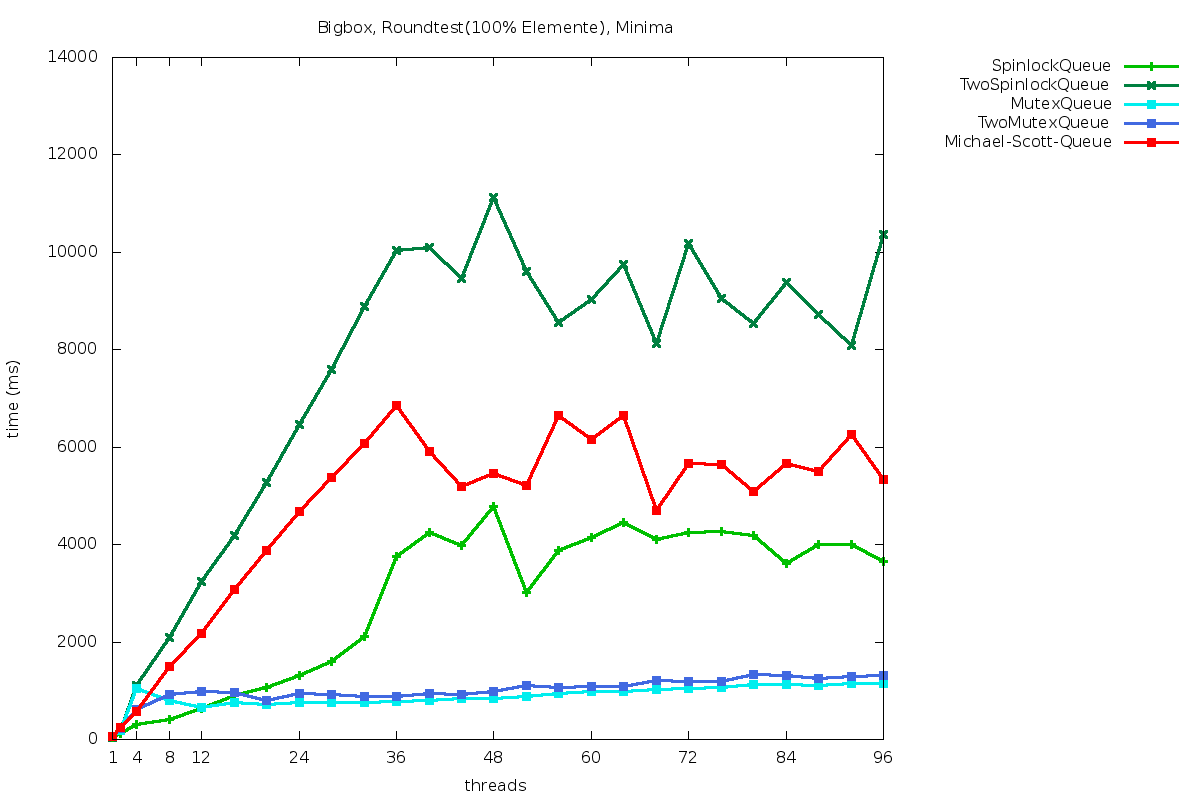 Bigbox, Roundtest(100% Elemente), Minima
14000
12000
10000
8000
6000
4000
2000
0
time (ms)
1 4 8 12 24 36 48 60 72 84 96
threads
SpinlockQueue
TwoSpinlockQueue
MutexQueue
TwoMutexQueue
Michael-Scott-Queue